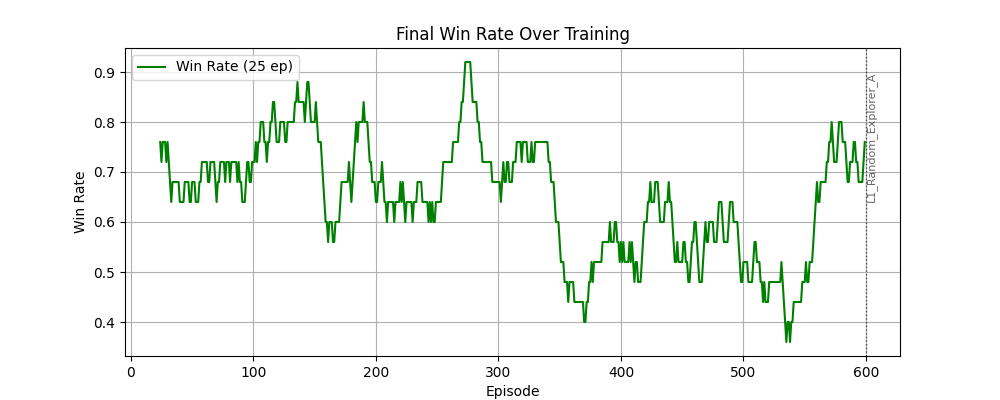 Final Win Rate Over Training
Win Rate (25 ep)
L1_Random_Explorer_A
Win Rate
0.9
0.8
0.7
0.6
0.5
0.4
0
100
200
300
400
500
600
Episode